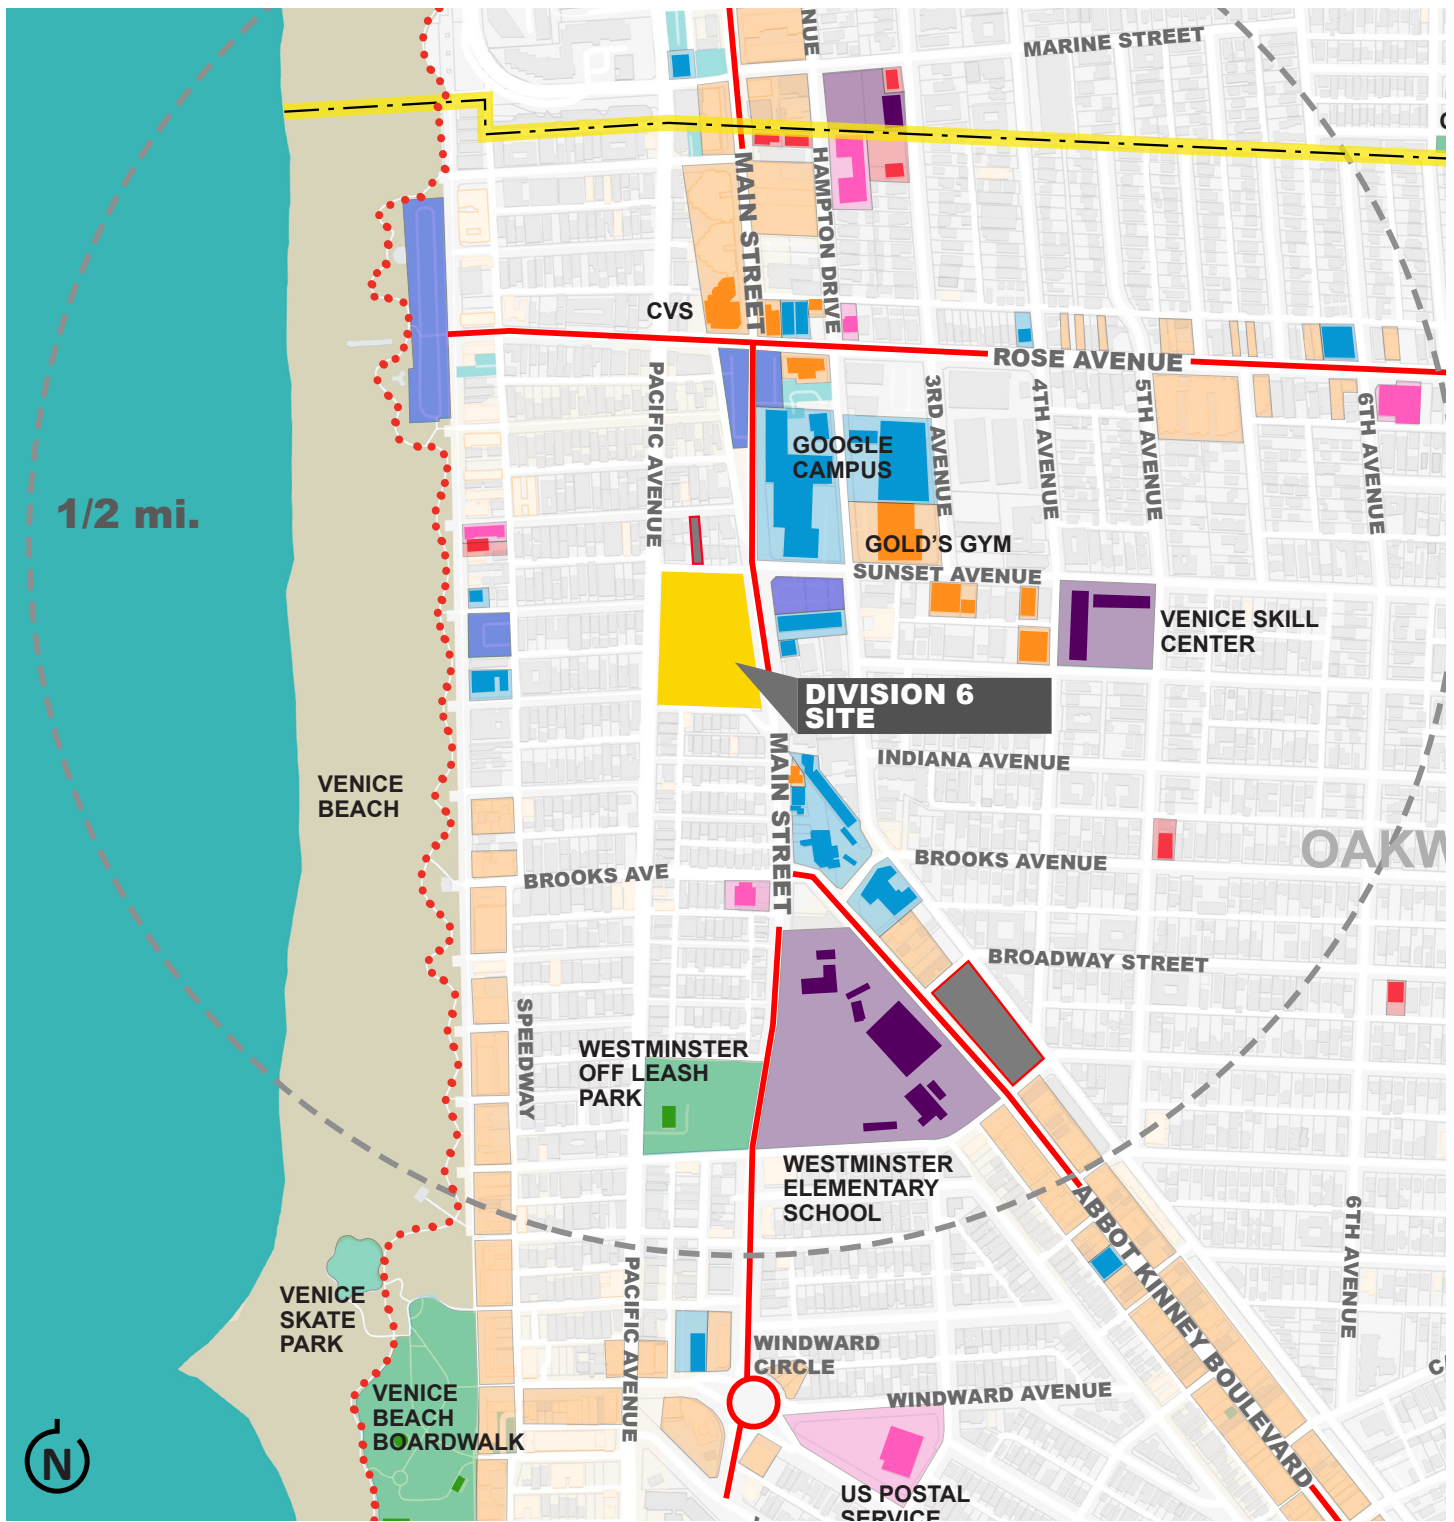 NUE
MARINE STREET
MAIN STREET
HAMPTON DRIVE
CVS
ROSE AVENUE
PACIFIC AVENUE
3RD AVENUE
4TH AVENUE
5TH AVENUE
6TH AVENUE
GOOGLE
CAMPUS
1/2 mi.
GOLD'S GYM
SUNSET AVENUE
VENICE SKILL
CENTER
DIVISION 6
SITE
MAIN STREET
INDIANA AVENUE
VENICE
BEACH
BROOKS AVE
BROOKS AVENUE
OAKW
BROADWAY STREET
SPEEDWAY
WESTMINSTER
OFF LEASH
PARK
WESTMINSTER
ELEMENTARY
SCHOOL
ABBOT KINNEY BOULEVARD
6TH AVENUE
PACIFIC AVENUE
VENICE
SKATE
PARK
WINDWARD
CIRCLE
WINDWARD AVENUE
VENICE
BEACH
BOARDWALK
N
US POSTAL
SERVICE